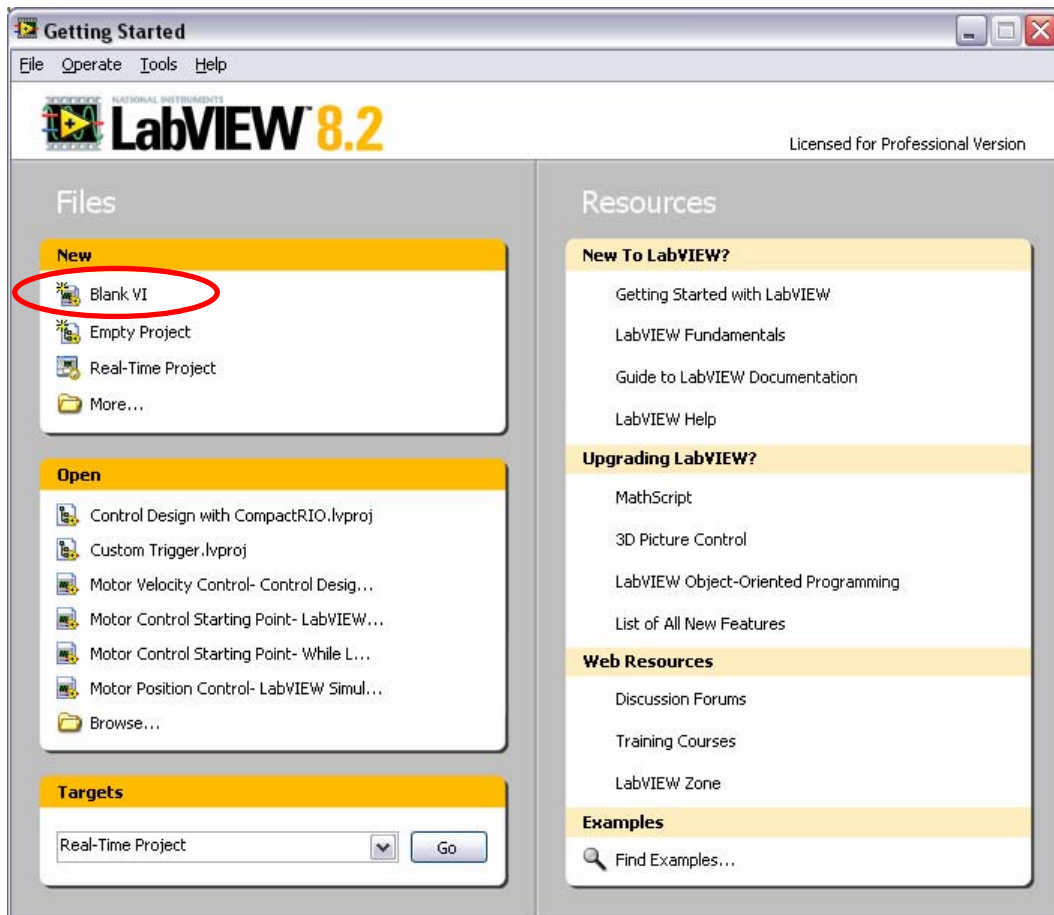 Getting Started
File Operate Tools Help
NATIONAL INSTRUMENTS
LabVIEW™ 8.2
Licensed for Professional Version
Files
New
Blank VI
Empty Project
Real-Time Project
More...
Open
Control Design with CompactRIO.lvproj
Custom Trigger.lvproj
Motor Velocity Control- Control Desig...
Motor Control Starting Point- LabVIEW...
Motor Control Starting Point- While L...
Motor Position Control- LabVIEW Simul...
Browse...
Targets
Real-Time Project
Go
Resources
New To LabVIEW?
Getting Started with LabVIEW
LabVIEW Fundamentals
Guide to LabVIEW Documentation
LabVIEW Help
Upgrading LabVIEW?
MathScript
3D Picture Control
LabVIEW Object-Oriented Programming
List of All New Features
Web Resources
Discussion Forums
Training Courses
LabVIEW Zone
Examples
Find Examples...